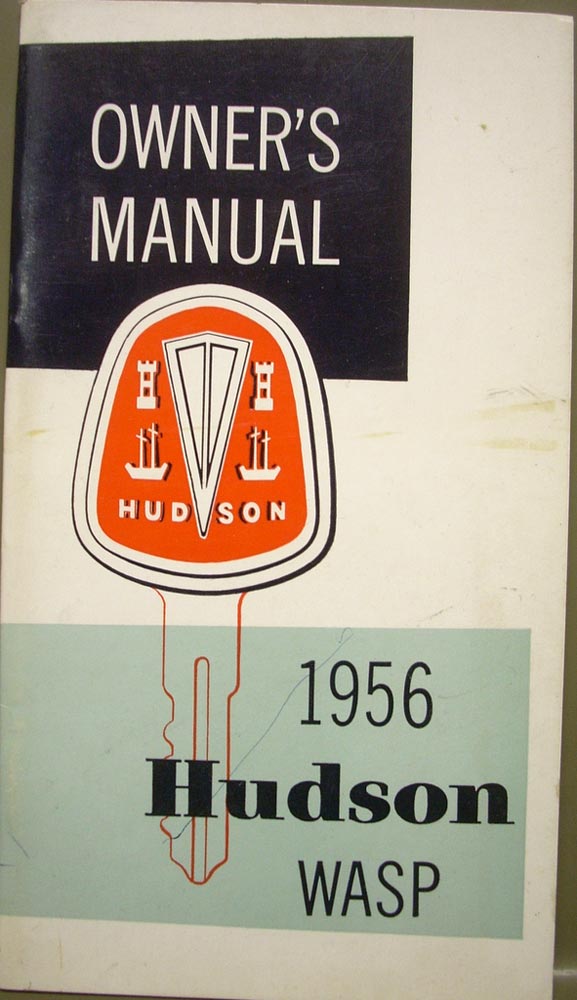 OWNER'S
MANUAL
HUDSON
1956
Hudson
WASP